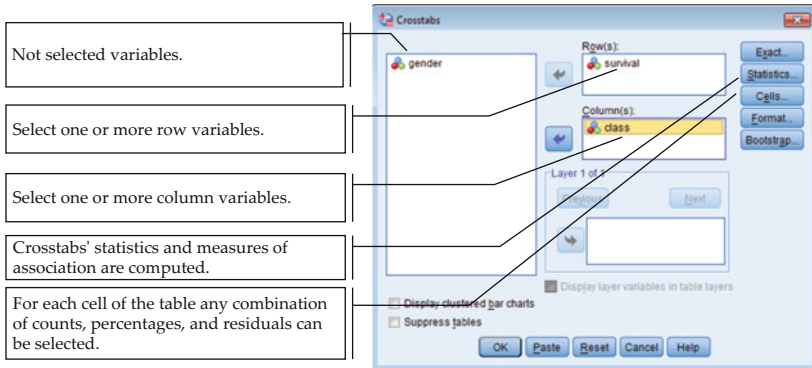 Not selected variables.
Select one or more row variables.
Select one or more column variables.
Crosstabs' statistics and measures of
association are computed.
For each cell of the table any combination
of counts, percentages, and residuals can
be selected.
Crosstabs
gender
Row(s):
survival
Column(s):
class
Layer 1 of 1
Previous
Next
Display layer variables in table layers
Display clustered bar charts
Suppress tables
Exact...
Statistics...
Cells...
Format...
Bootstrap...
OK Paste Reset Cancel Help